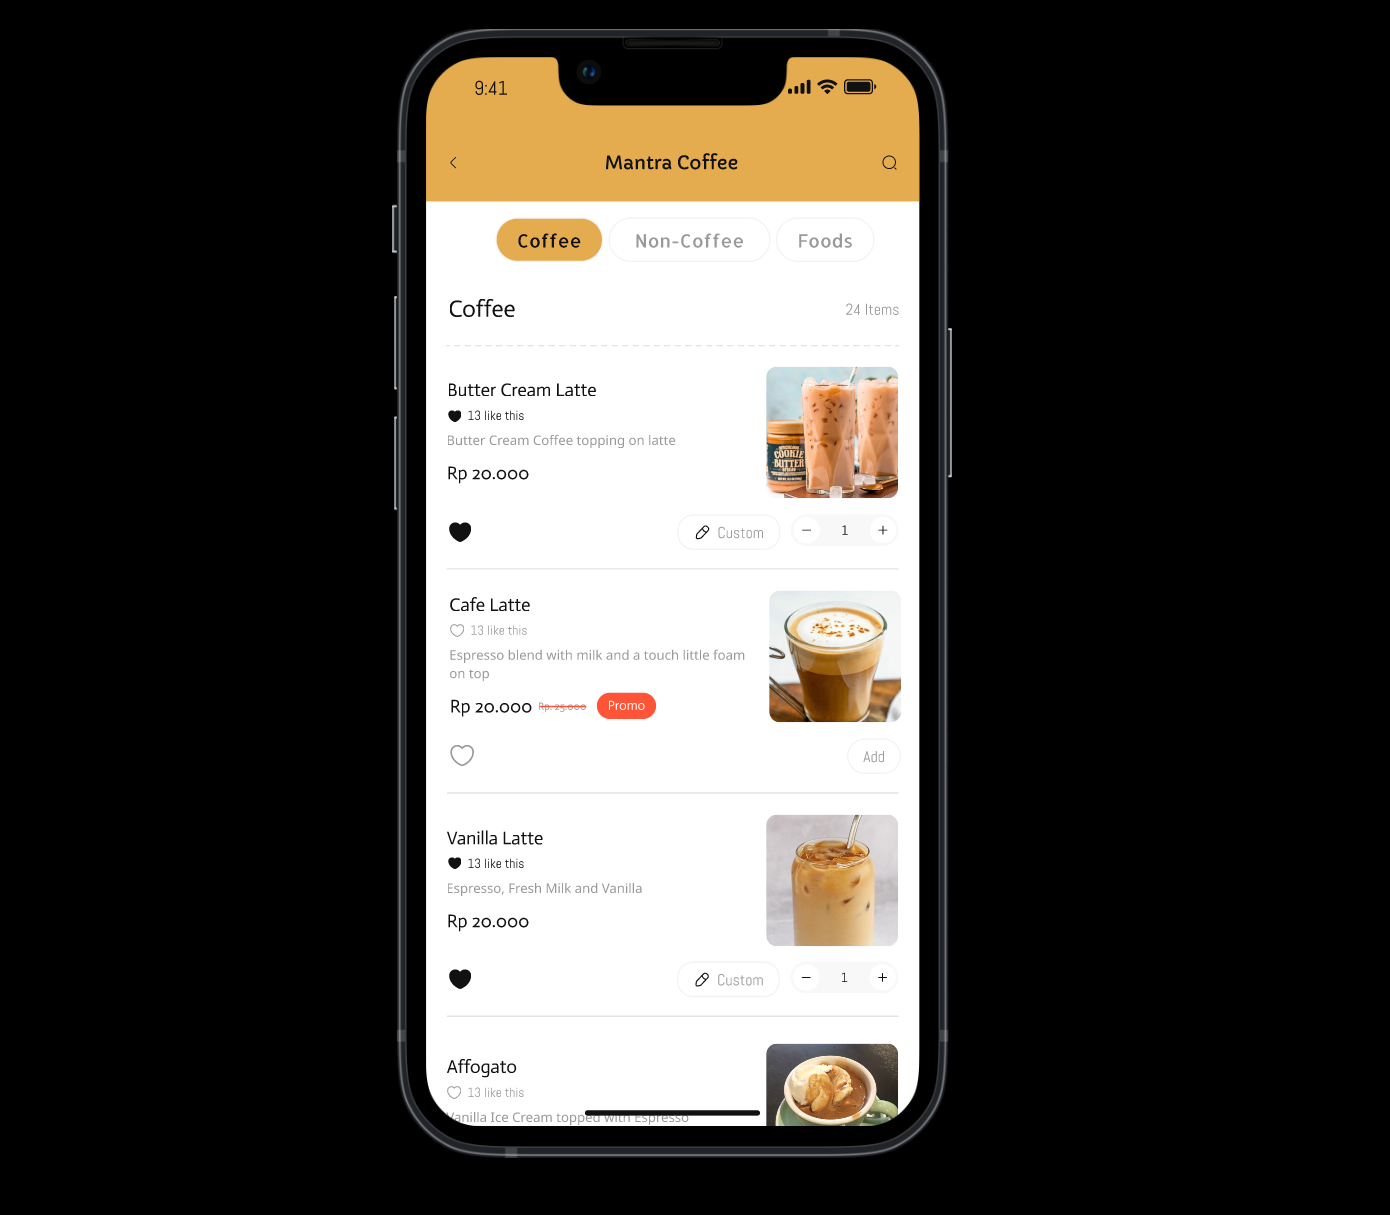 9:41
Mantra Coffee
Coffee
Non-Coffee
Foods
Coffee
24 Items
Butter Cream Latte
13 like this
Butter Cream Coffee topping on latte
Rp 20.000
COOKIE
BUTTER
Custom
1
Cafe Latte
13 like this
Espresso blend with milk and a touch little foam
on top
Rp 20.000 Rp. 25.000 Promo
Add
Vanilla Latte
13 like this
Espresso, Fresh Milk and Vanilla
Rp 20.000
Custom
1
Affogato
13 like this
Vanilla Ice Cream topped with Espresso